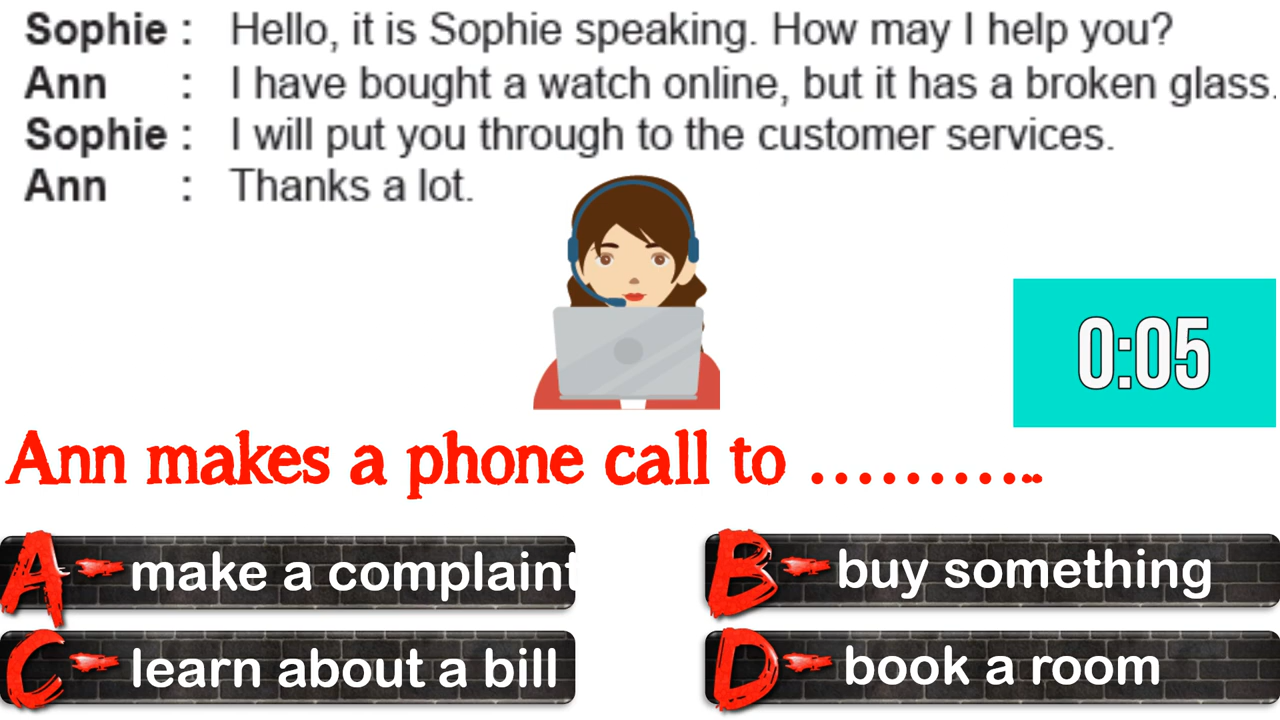 Sophie : Hello, it is Sophie speaking. How may I help you?
Ann : I have bought a watch online, but it has a broken glass.
Sophie : I will put you through to the customer services.
Ann : Thanks a lot.
0:05
Ann makes a phone call to ………..
A- make a complaint
B- buy something
C- learn about a bill
D- book a room